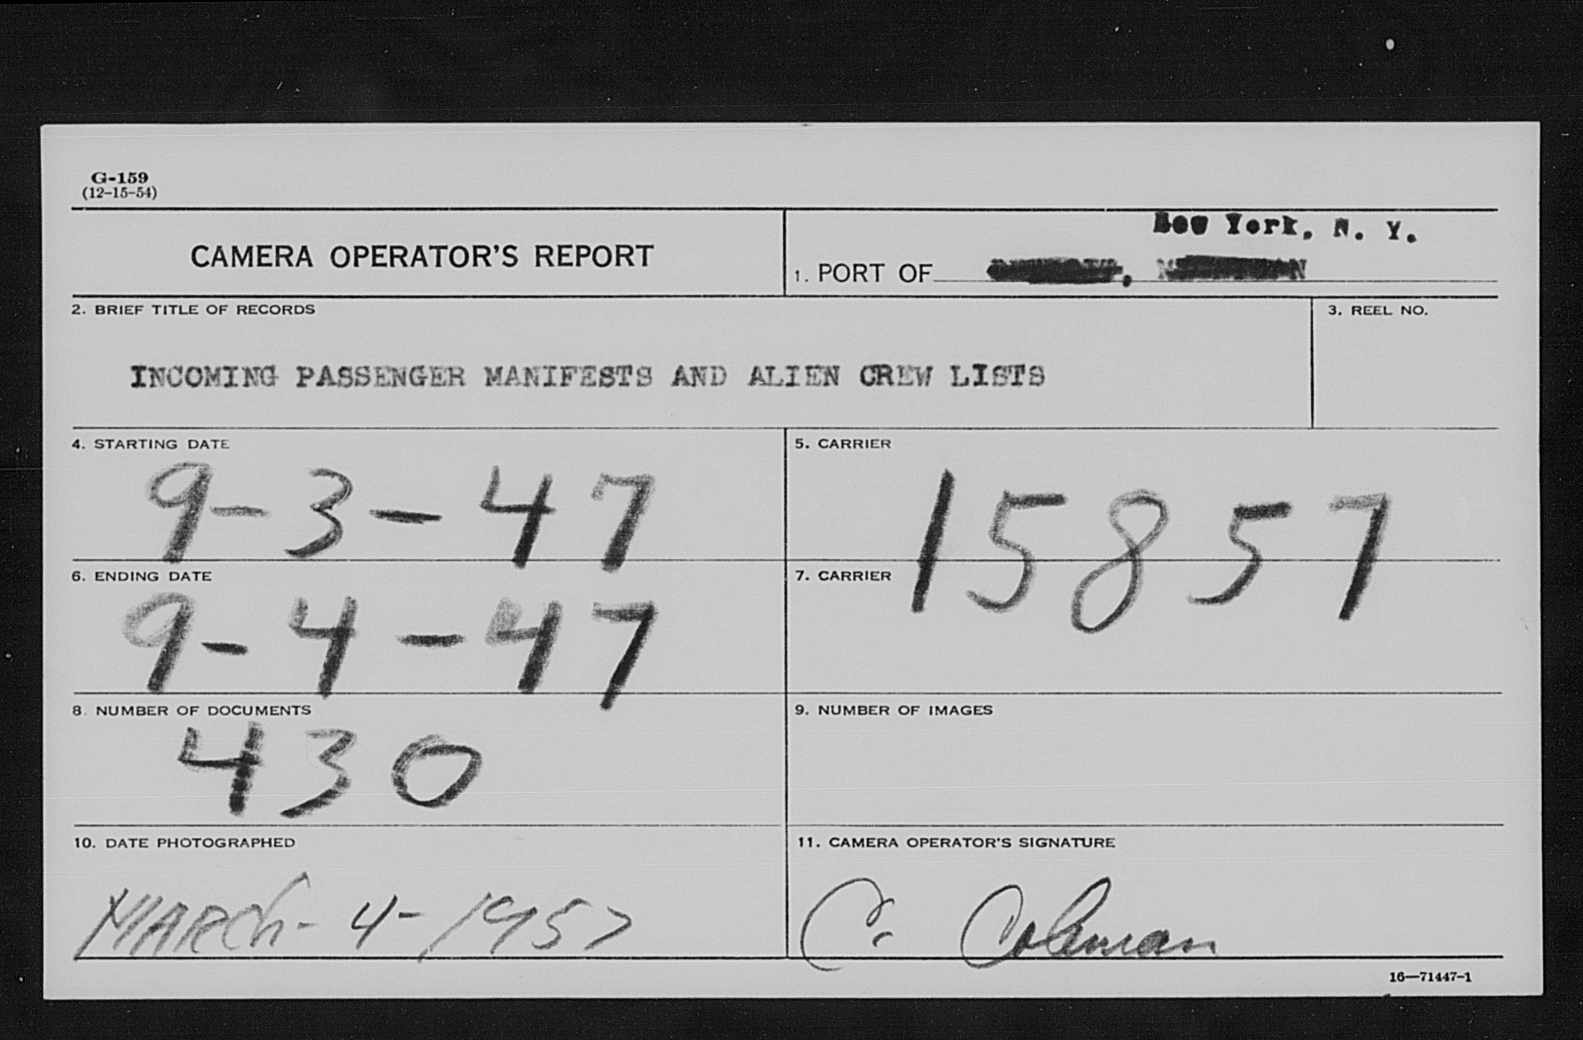 G-159
(12-15-54)
CAMERA OPERATOR'S REPORT
New York, N. Y.
1. PORT OF
2. BRIEF TITLE OF RECORDS
3. REEL NO.
INCOMING PASSENGER MANIFESTS AND ALIEN CREW LISTS
4. STARTING DATE
9-3-47
5. CARRIER
15857
6. ENDING DATE
9-4-47
7. CARRIER
8. NUMBER OF DOCUMENTS
430
9. NUMBER OF IMAGES
10. DATE PHOTOGRAPHED
MARCh-4-1957
11. CAMERA OPERATOR'S SIGNATURE
C. Coleman
16—71447-1